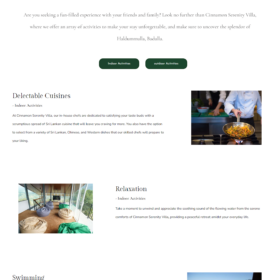 Are you seeking a fun-filled experience with your friends and family? Look no further than Cinnamon Serenity Villa,
where we offer an array of activities to make your stay unforgettable, and make sure to uncover the splendor of
Haldummulla, Badulla.
Indoor Activities
outdoor Activities
Delectable Cuisines
- Indoor Activities
At Cinnamon Serenity Villa, our in-house chefs are dedicated to tantalizing your taste buds with a
scrumptious spread of Sri Lankan cuisine that will leave you craving for more. You also have the option
to select from a variety of Sri Lankan, Chinese, and Western dishes that our skilled chefs will prepare to
your liking.
Relaxation
- Indoor Activities
Take a moment to unwind and appreciate the soothing sound of the flowing water from the serene
comforts of Cinnamon Serenity Villa, providing a peaceful retreat amidst your everyday life.
Swimming